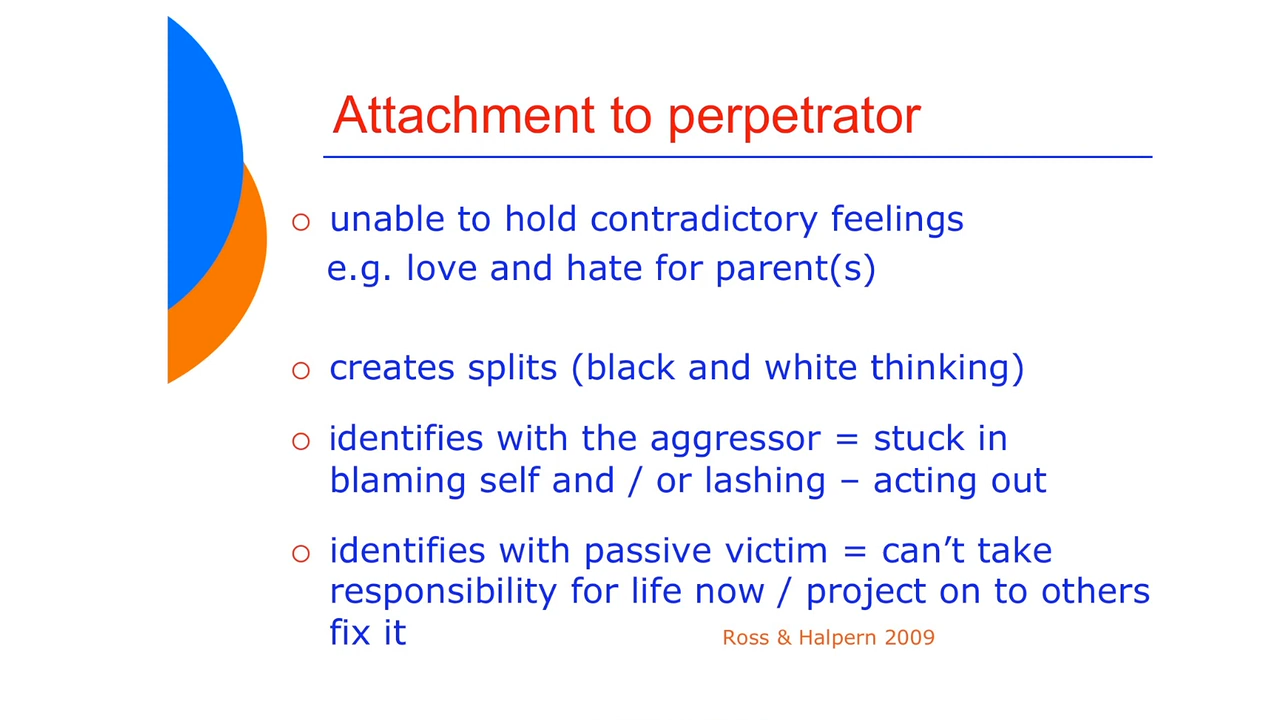 Attachment to perpetrator
unable to hold contradictory feelings
e.g. love and hate for parent(s)
creates splits (black and white thinking)
identifies with the aggressor = stuck in
blaming self and / or lashing – acting out
identifies with passive victim = can’t take
responsibility for life now / project on to others
fix it
Ross & Halpern 2009